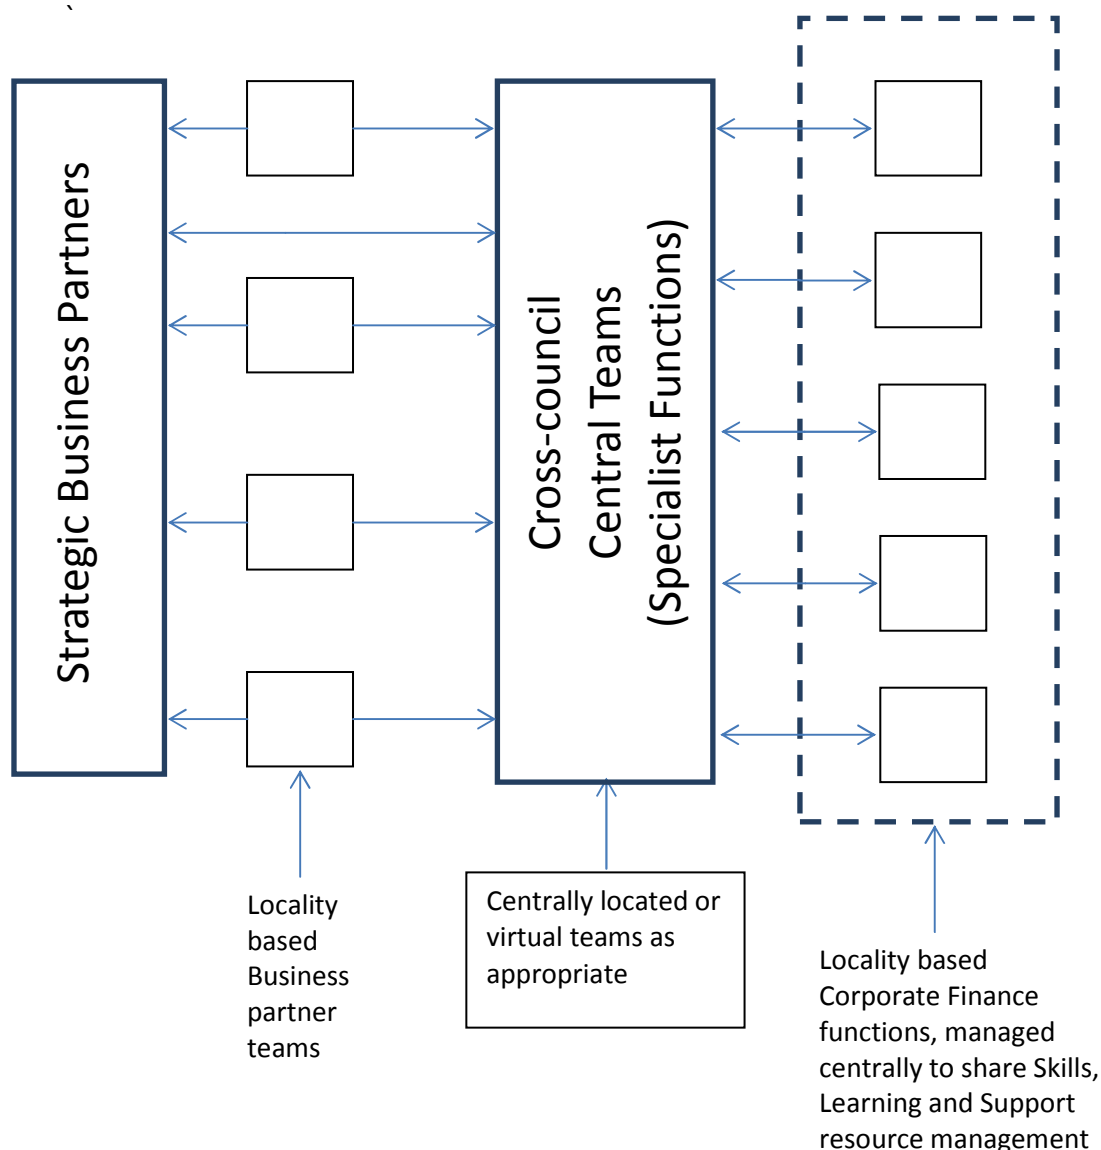 `
Strategic Business Partners
Cross-council
Central Teams
(Specialist Functions)
Locality
based
Business
partner
teams
Centrally located or
virtual teams as
appropriate
Locality based
Corporate Finance
functions, managed
centrally to share Skills,
Learning and Support
resource management